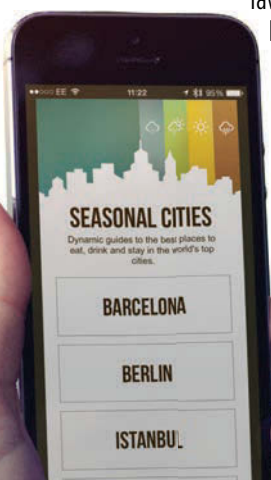 EE 11:22 95%
SEASONAL CITIES
Dynamic guides to the best places to
eat, drink and stay in the world's top
cities.
BARCELONA
BERLIN
ISTANBUL